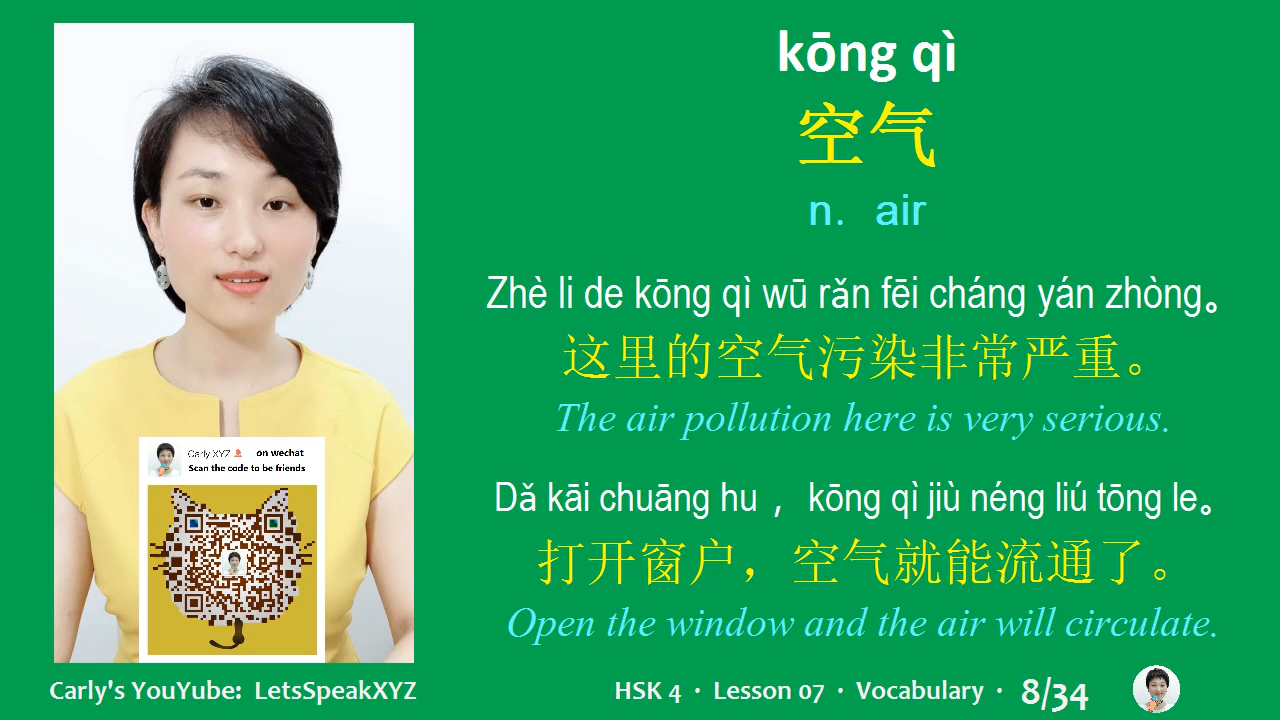 kōng qì
空气
n. air
Zhè li de kōng qì wū rǎn fēi cháng yán zhòng。
这里的空气污染非常严重。
The air pollution here is very serious.
Dǎ kāi chuāng hu ，kōng qì jiù néng liú tōng le。
打开窗户，空气就能流通了。
Open the window and the air will circulate.
Carly XYZ on wechat
Scan the code to be friends
Carly's YouYube: LetsSpeakXYZ
HSK 4 · Lesson 07 · Vocabulary · 8/34